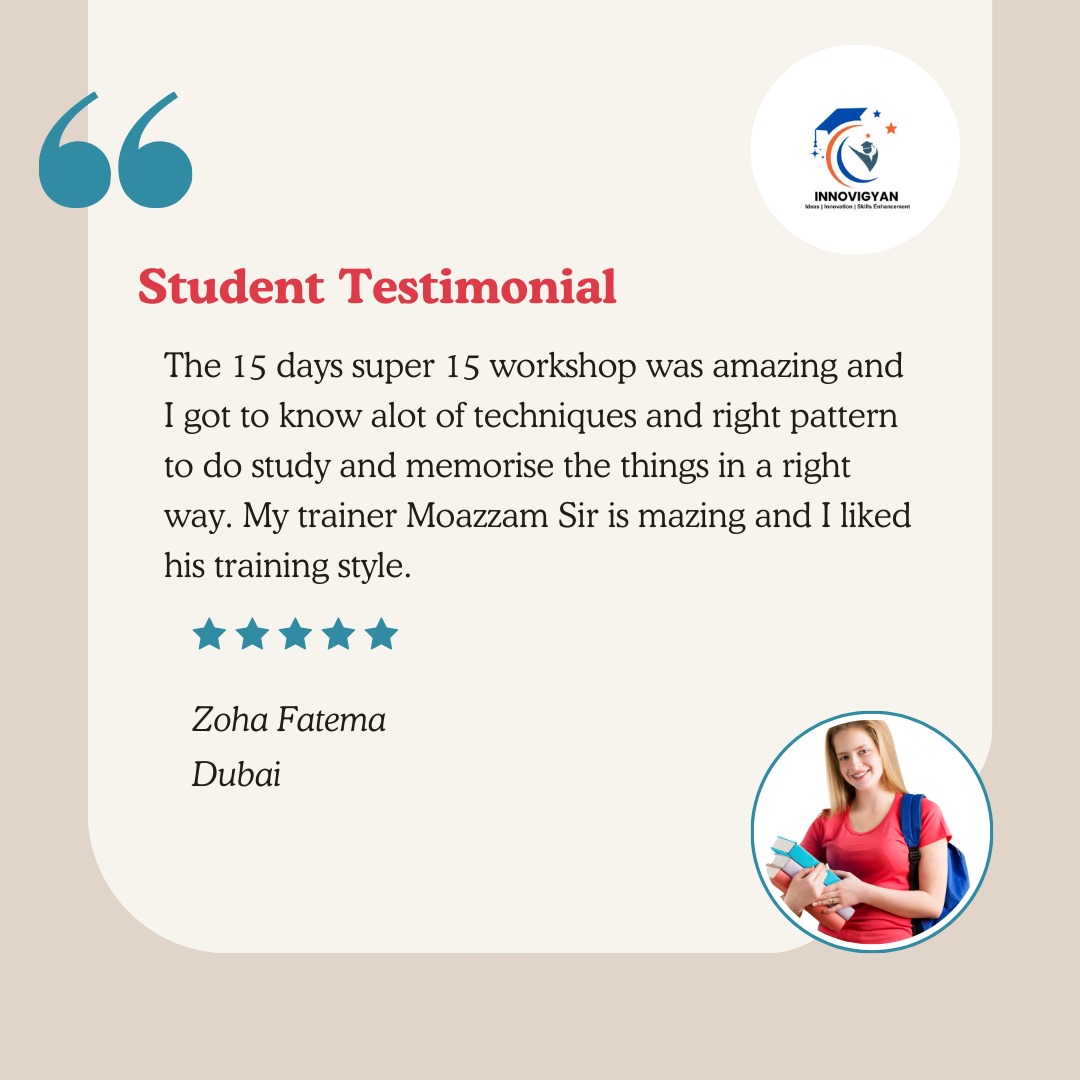 INNOVIGYAN
Ideas | Innovation | Skills Enhancement
Student Testimonial
The 15 days super 15 workshop was amazing and
I got to know alot of techniques and right pattern
to do study and memorise the things in a right
way. My trainer Moazzam Sir is mazing and I liked
his training style.
Zoha Fatema
Dubai